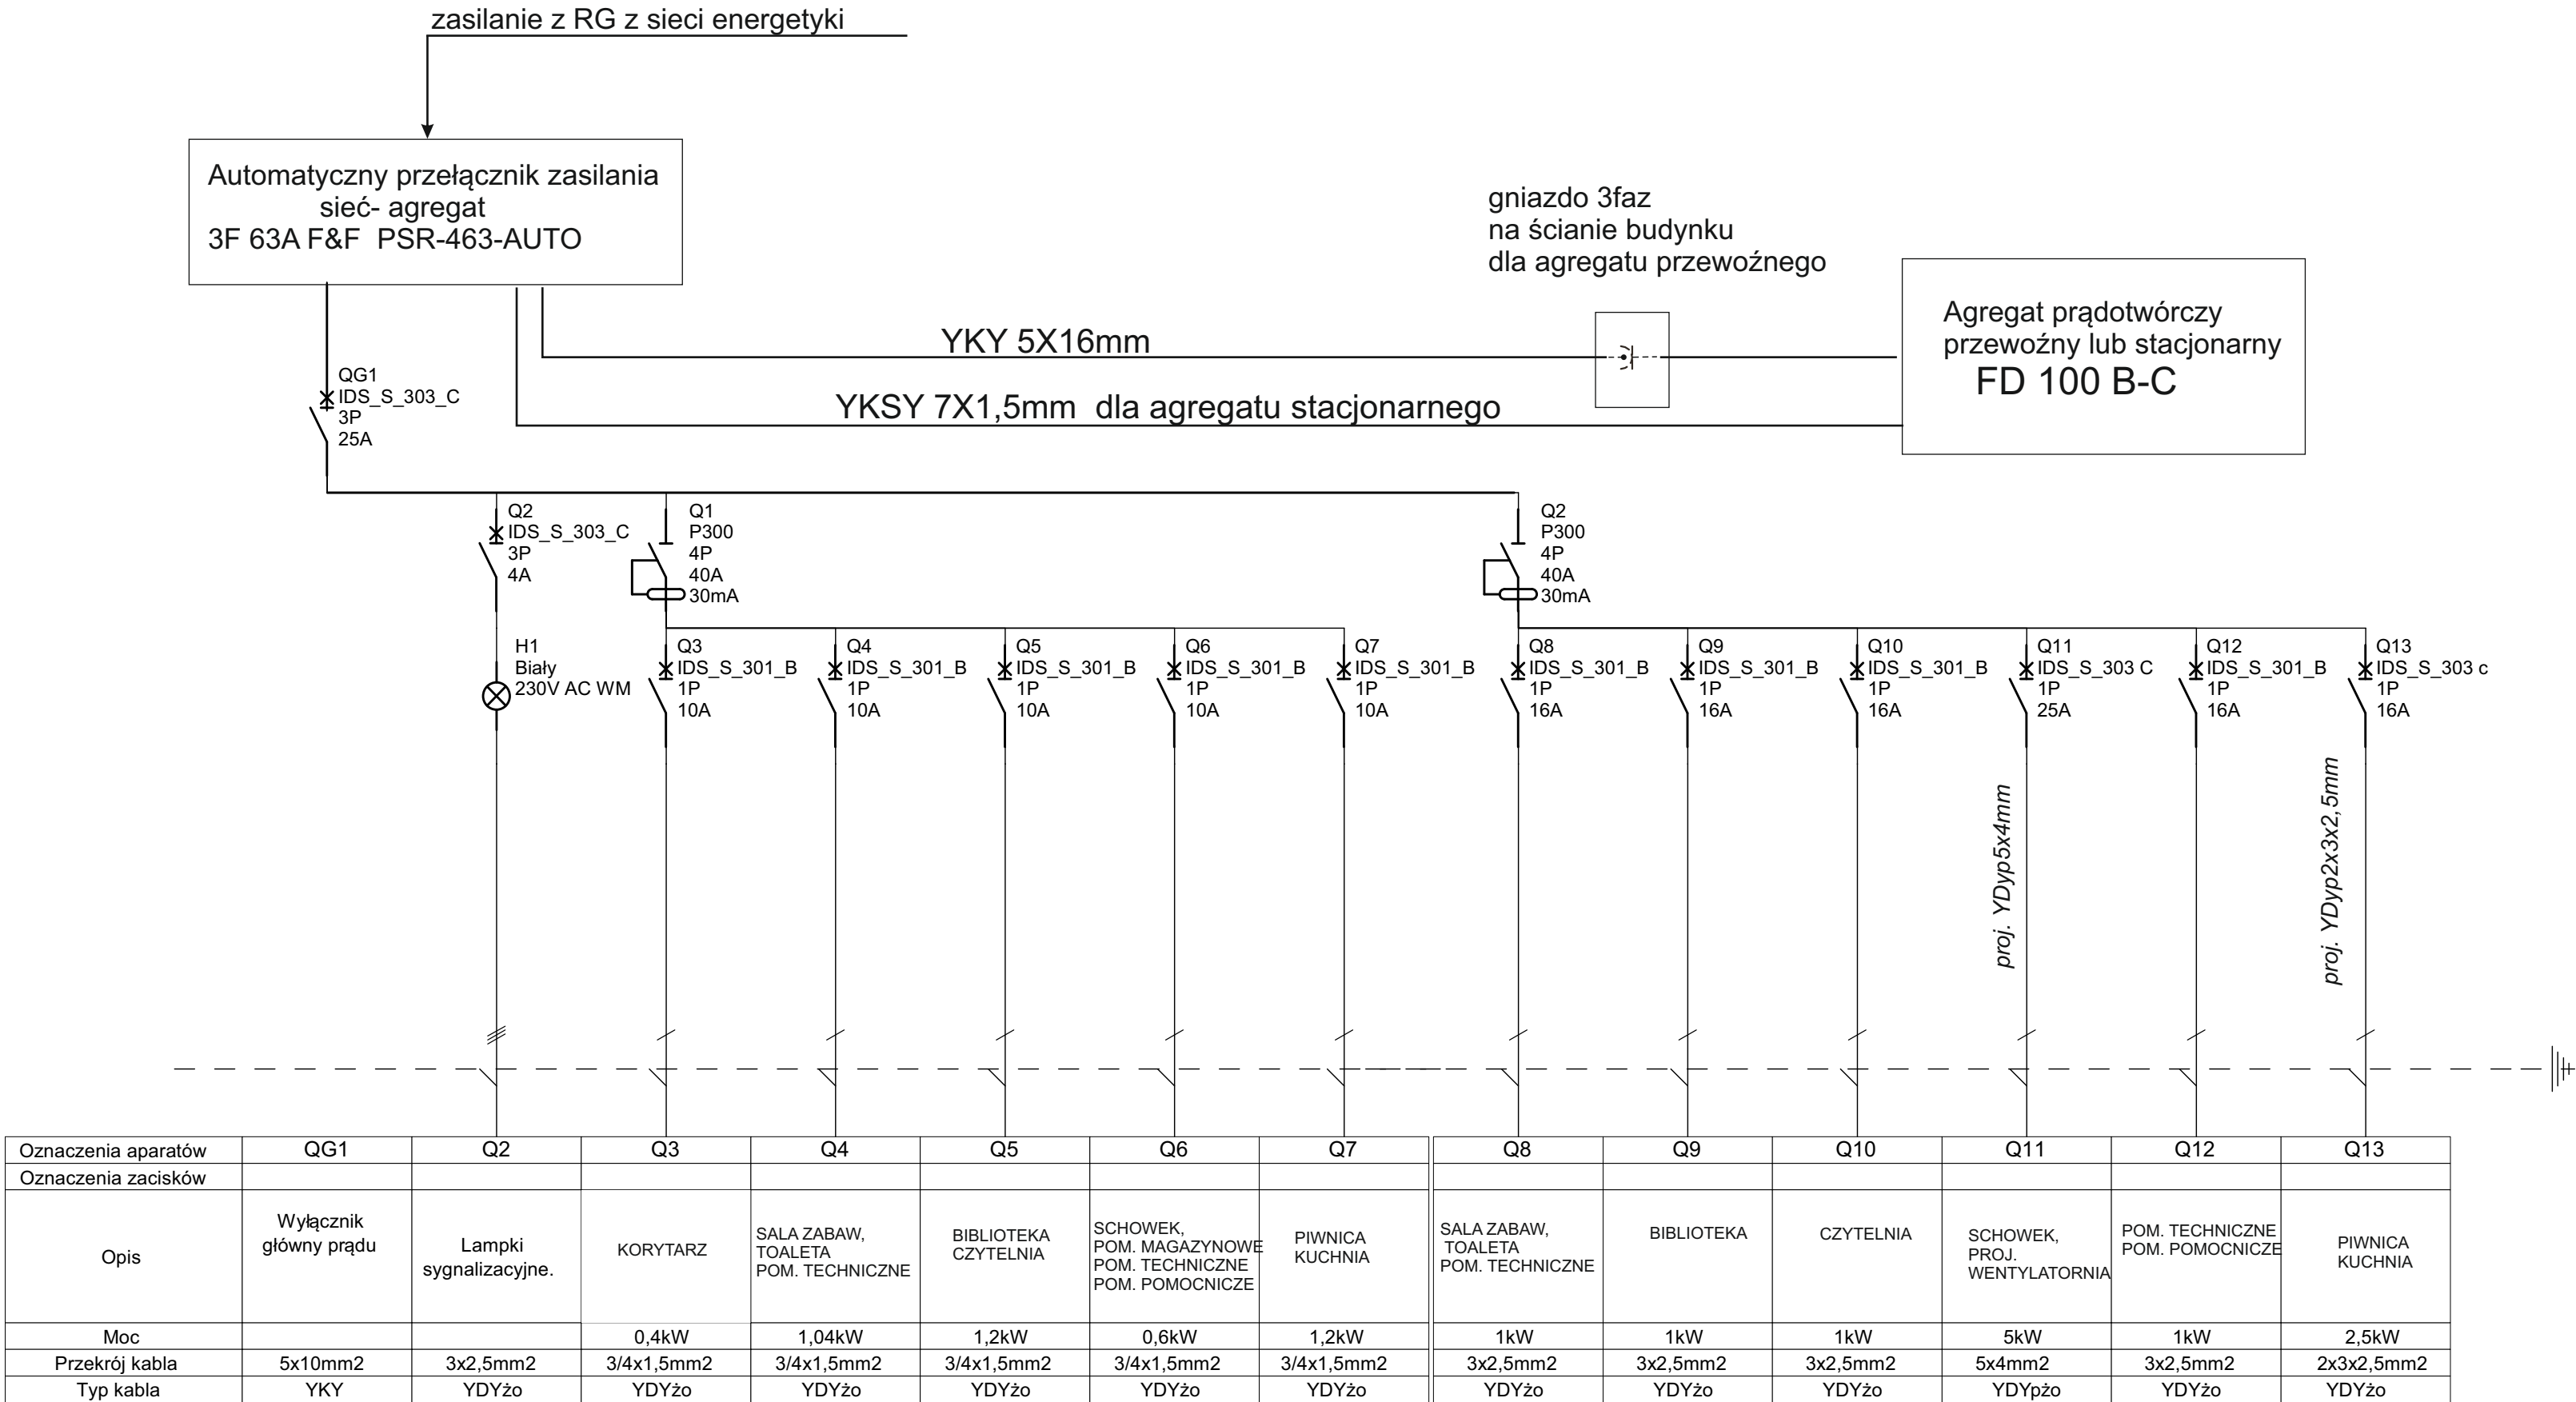 zasilanie z RG z sieci energetyki
Automatyczny przełącznik zasilania
sieć- agregat
3F 63A F&F PSR-463-AUTO
gniazdo 3faz
na ścianie budynku
dla agregatu przewoźnego
Agregat prądotwórczy
przewoźny lub stacjonarny
FD 100 B-C
YKY 5X16mm
YKSY 7X1,5mm dla agregatu stacjonarnego
QG1
IDS_S_303_C
3P
25A
Q2
IDS_S_303_C
3P
4A
Q1
P300
4P
40A
30mA
Q2
P300
4P
40A
30mA
H1
Biały
230V AC WM
Q3
IDS_S_301_B
1P
10A
Q4
IDS_S_301_B
1P
10A
Q5
IDS_S_301_B
1P
10A
Q6
IDS_S_301_B
1P
10A
Q7
IDS_S_301_B
1P
10A
Q8
IDS_S_301_B
1P
16A
Q9
IDS_S_301_B
1P
16A
Q10
IDS_S_301_B
1P
16A
Q11
IDS_S_303 C
1P
25A
Q12
IDS_S_301_B
1P
16A
Q13
IDS_S_303 c
1P
16A
proj. YDyp5x4mm
proj. YDyp2x3x2,5mm
Oznaczenia aparatów QG1 Q2 Q3 Q4 Q5 Q6 Q7 Q8 Q9 Q10 Q11 Q12 Q13
Oznaczenia zacisków
Opis
Wyłącznik
główny prądu
Lampki
sygnalizacyjne.
KORYTARZ
SALA ZABAW,
TOALETA
POM. TECHNICZNE
BIBLIOTEKA
CZYTELNIA
SCHOWEK,
POM. MAGAZYNOWE
POM. TECHNICZNE
POM. POMOCNICZE
PIWNICA
KUCHNIA
SALA ZABAW,
TOALETA
POM. TECHNICZNE
BIBLIOTEKA
CZYTELNIA
SCHOWEK,
PROJ.
WENTYLATORNIA
POM. TECHNICZNE
POM. POMOCNICZE
PIWNICA
KUCHNIA
Moc 0,4kW 1,04kW 1,2kW 0,6kW 1,2kW 1kW 1kW 1kW 5kW 1kW 2,5kW
Przekrój kabla 5x10mm2 3x2,5mm2 3/4x1,5mm2 3/4x1,5mm2 3/4x1,5mm2 3/4x1,5mm2 3/4x1,5mm2 3x2,5mm2 3x2,5mm2 3x2,5mm2 5x4mm2 3x2,5mm2 2x3x2,5mm2
Typ kabla YKY YDYżo YDYżo YDYżo YDYżo YDYżo YDYżo YDYżo YDYżo YDYżo YDYpżo YDYżo YDYżo